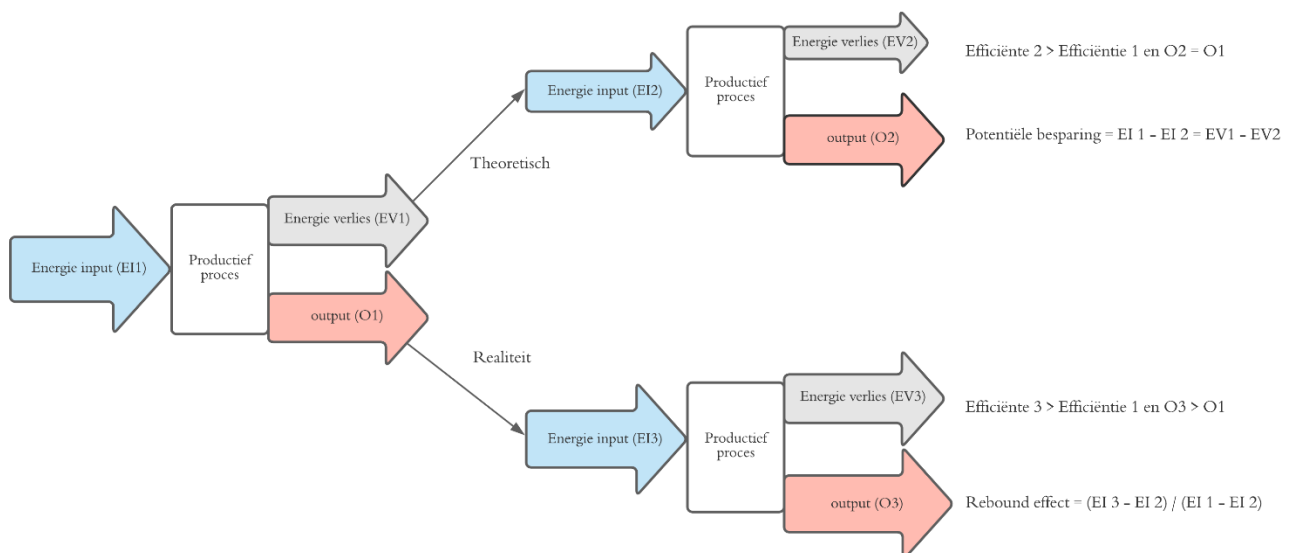 Energie input (EI1)
Productief
proces
Energie verlies (EV1)
output (O1)
Theoretisch
Realiteit
Energie input (EI2)
Productief
proces
Energie verlies (EV2)
output (O2)
Efficiënte 2 > Efficiëntie 1 en O2 = O1
Potentiële besparing = EI 1 - EI 2 = EV1 - EV2
Energie input (EI3)
Productief
proces
Energie verlies (EV3)
output (O3)
Efficiënte 3 > Efficiëntie 1 en O3 > O1
Rebound effect = (EI 3 - EI 2) / (EI 1 - EI 2)